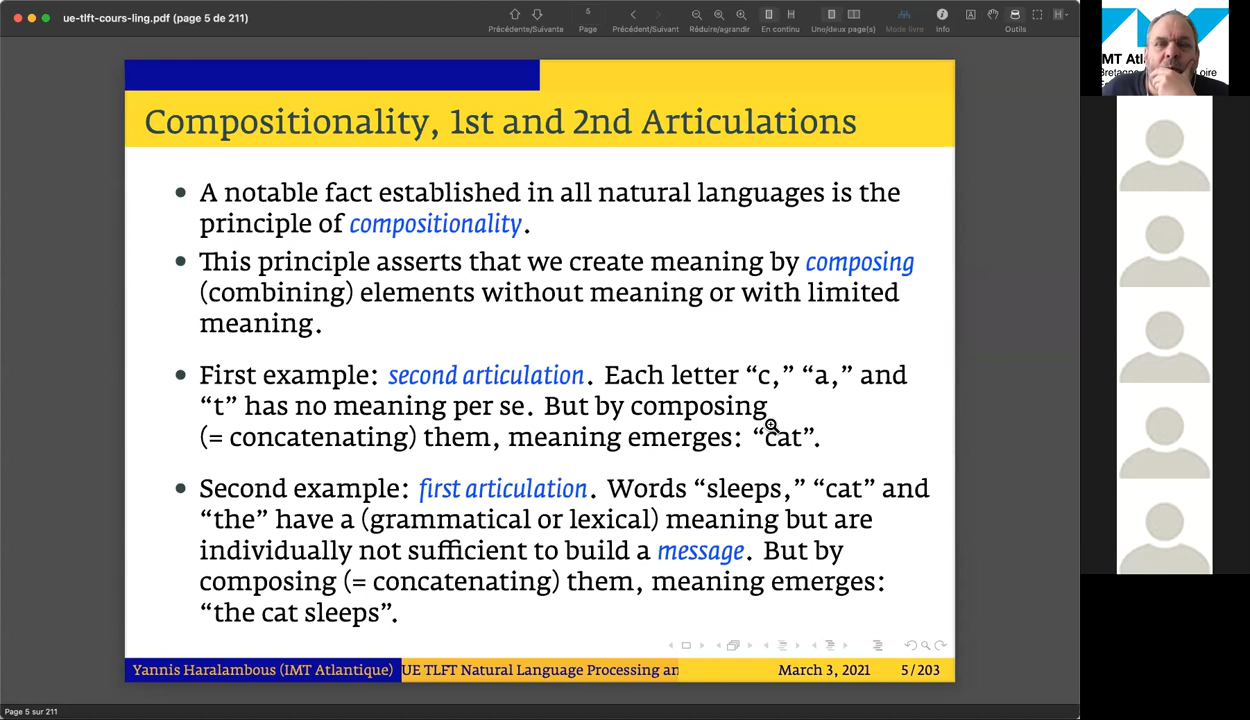 ue-tlft-cours-ling.pdf (page 5 de 211)
5
Précédente/Suivante
Page
Précédent/Suivant
Réduire/agrandir
En continu
Une/deux page(s)
Mode livre
Info
Outils
Compositionality, 1st and 2nd Articulations
• A notable fact established in all natural languages is the
principle of compositionality.
• This principle asserts that we create meaning by composing
(combining) elements without meaning or with limited
meaning.
• First example: second articulation. Each letter “c,” “a,” and
“t” has no meaning per se. But by composing
(= concatenating) them, meaning emerges: “cat”.
• Second example: first articulation. Words “sleeps,” “cat” and
“the” have a (grammatical or lexical) meaning but are
individually not sufficient to build a message. But by
composing (= concatenating) them, meaning emerges:
“the cat sleeps”.
Yannis Haralambous (IMT Atlantique)
UE TLFT Natural Language Processing an
March 3, 2021
5/203
Page 5 sur 211